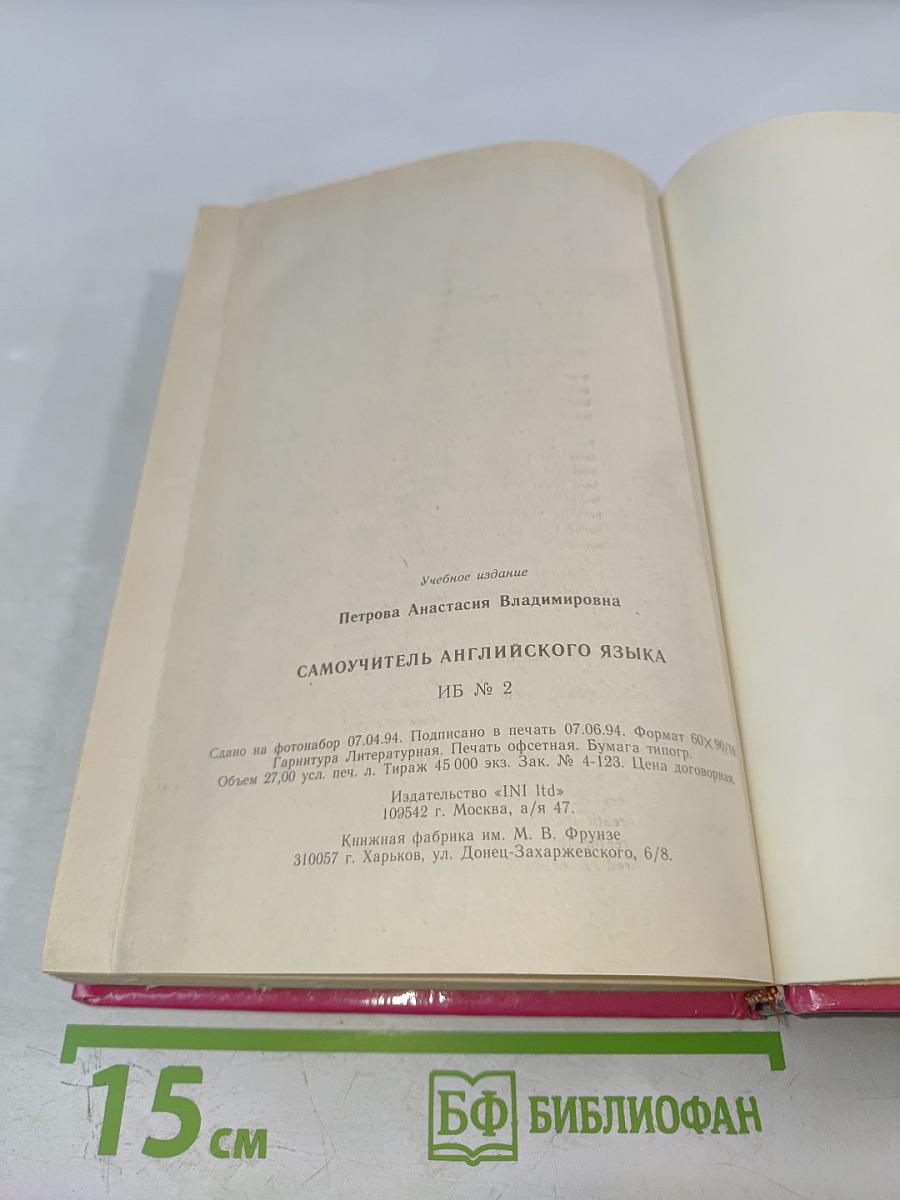 Учебное издание
Петрова Анастасия Владимировна
САМОУЧИТЕЛЬ АНГЛИЙСКОГО ЯЗЫКА
ИБ № 2
Сдано на фотонабор 07.04.94. Подписано в печать 07.06.94. Формат 60×90/16
Гарнитура Литературная. Печать офсетная. Бумага типогр.
Объем 27,00 усл. печ. л. Тираж 45 000 экз. Зак. № 4-123. Цена договорная.
Издательство «INI ltd»
109542 г. Москва, а/я 47.
Книжная фабрика им. М. В. Фрунзе
310057 г. Харьков, ул. Донец-Захаржевского, 6/8.
15 см
БФ БИБЛИОФАН